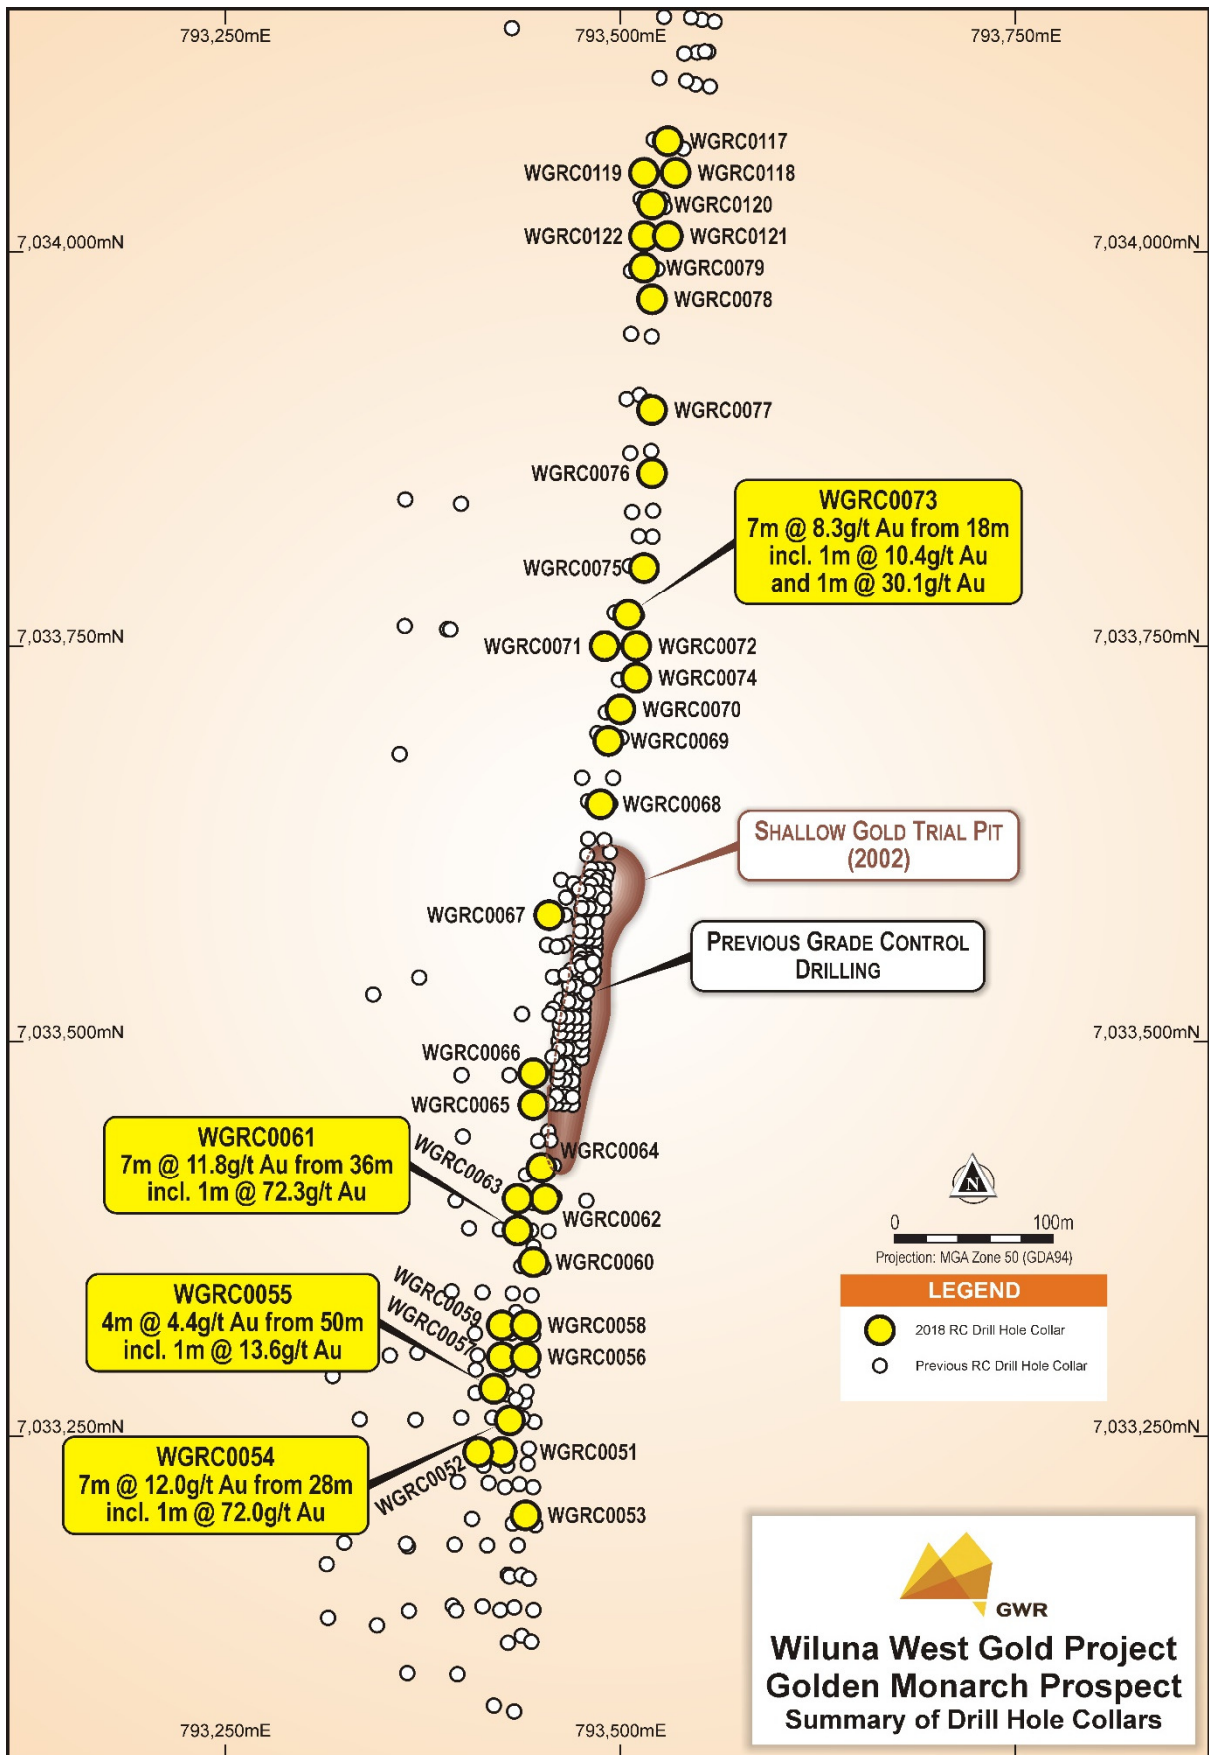 793,250mE
793,500mE
793,750mE
WGRC0117
WGRC0119
WGRC0118
WGRC0120
WGRC0122
WGRC0121
7,034,000mN
7,034,000mN
WGRC0079
WGRC0078
WGRC0077
WGRC0076
WGRC0073
7m @ 8.3g/t Au from 18m
incl. 1m @ 10.4g/t Au
and 1m @ 30.1g/t Au
WGRC0075
7,033,750mN
7,033,750mN
WGRC0071
WGRC0072
WGRC0074
WGRC0070
WGRC0069
WGRC0068
SHALLOW GOLD TRIAL PIT
(2002)
WGRC0067
PREVIOUS GRADE CONTROL
DRILLING
7,033,500mN
7,033,500mN
WGRC0066
WGRC0065
WGRC0061
7m @ 11.8g/t Au from 36m
incl. 1m @ 72.3g/t Au
WGRC0064
WGRC0063
WGRC0062
WGRC0060
N
0
100m
Projection: MGA Zone 50 (GDA94)
LEGEND
2018 RC Drill Hole Collar
Previous RC Drill Hole Collar
WGRC0055
4m @ 4.4g/t Au from 50m
incl. 1m @ 13.6g/t Au
WGRC0059
WGRC0057
WGRC0058
WGRC0056
7,033,250mN
7,033,250mN
WGRC0054
7m @ 12.0g/t Au from 28m
incl. 1m @ 72.0g/t Au
WGRC0052
WGRC0051
WGRC0053
GWR
Wiluna West Gold Project
Golden Monarch Prospect
Summary of Drill Hole Collars
793,250mE
793,500mE